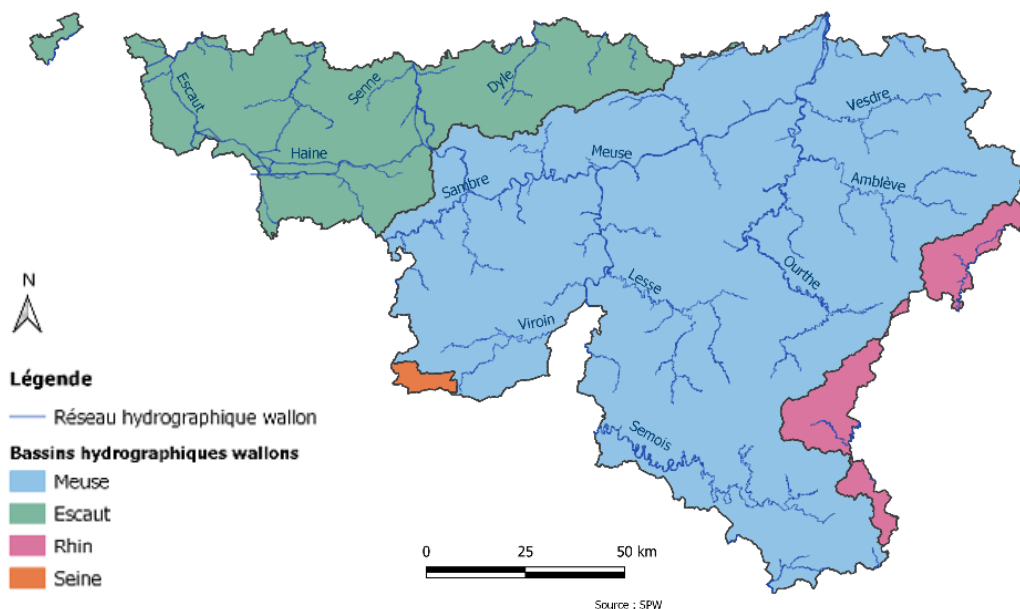 Escaut
Senne
Dyle
Haine
Meuse
Vesdre
Sambre
Amblève
Lesse
Ourthe
Viroin
Semois
N
Légende
Réseau hydrographique wallon
Bassins hydrographiques wallons
Meuse
Escaut
Rhin
Seine
0 25 50 km
Source : SPW